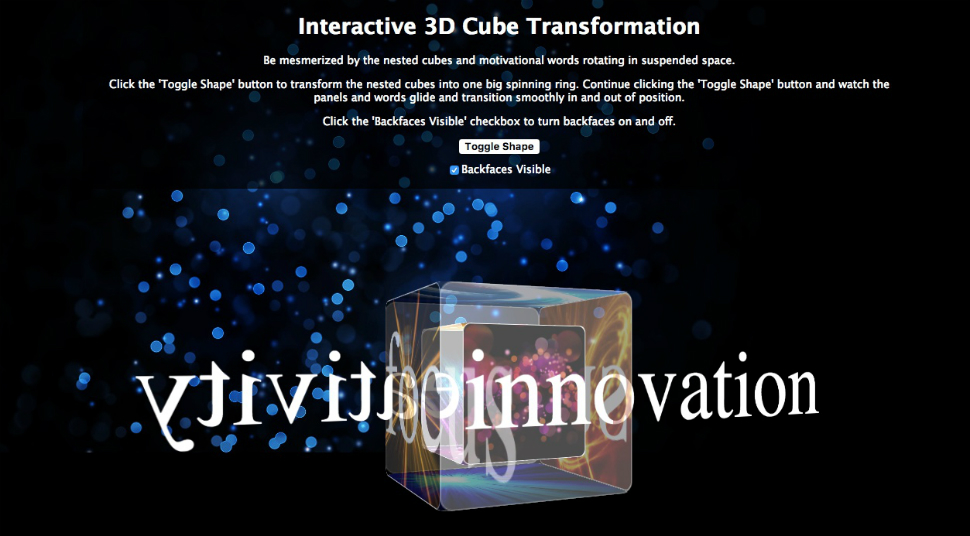 Interactive 3D Cube Transformation
Be mesmerized by the nested cubes and motivational words rotating in suspended space.
Click the 'Toggle Shape' button to transform the nested cubes into one big spinning ring. Continue clicking the 'Toggle Shape' button and watch the
panels and words glide and transition smoothly in and out of position.
Click the 'Backfaces Visible' checkbox to turn backfaces on and off.
Toggle Shape
Backfaces Visible
focus
innovation